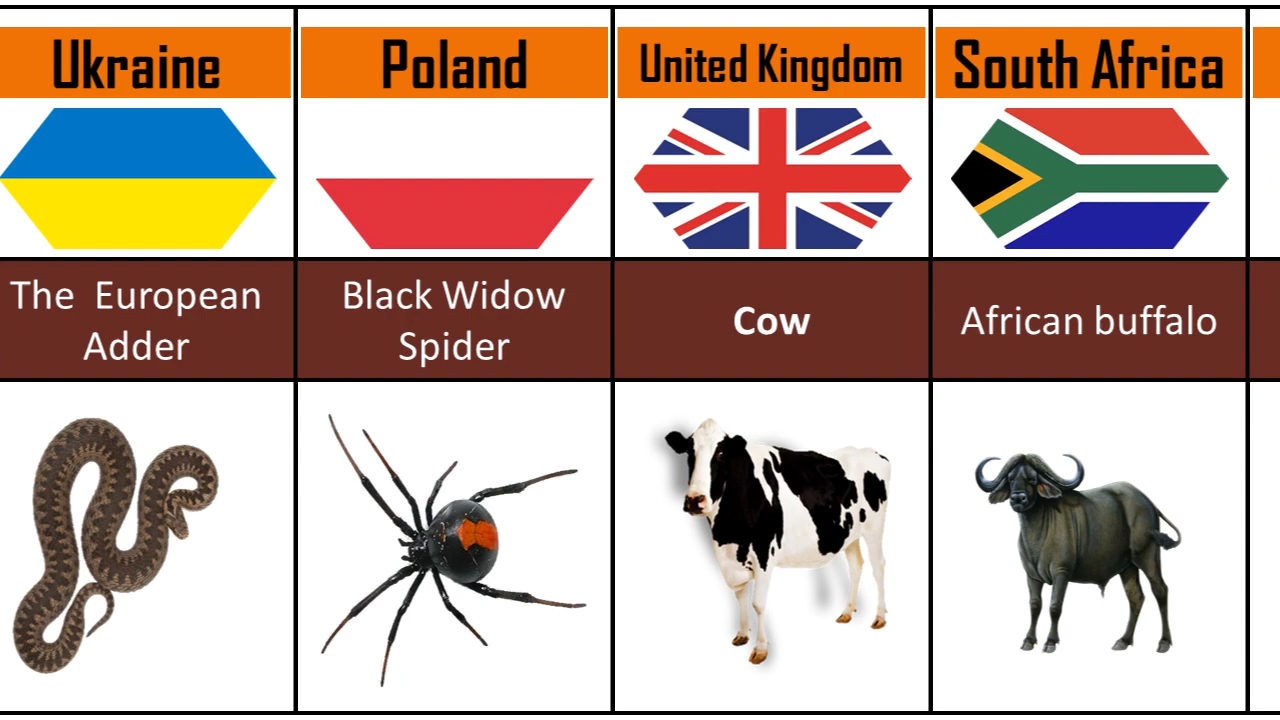 Ukraine
Poland
United Kingdom
South Africa
The European
Adder
Black Widow
Spider
Cow
African buffalo